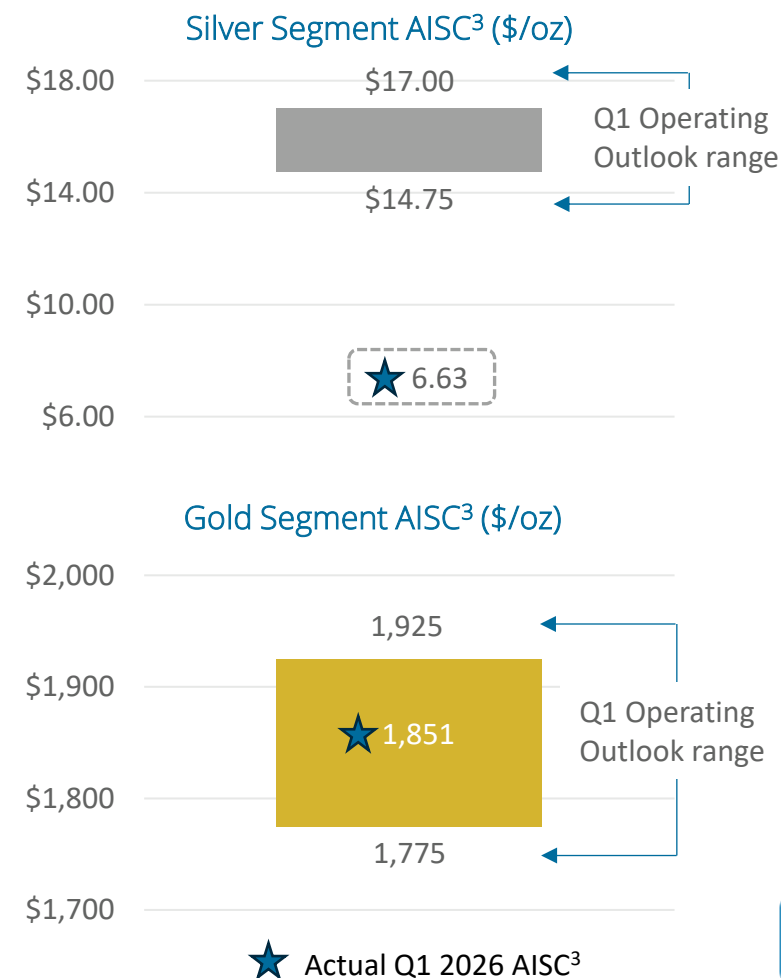 Silver Segment AISC³ ($/oz)
$18.00
$17.00
Q1 Operating
Outlook range
$14.00
$14.75
$10.00
6.63
$6.00
Gold Segment AISC³ ($/oz)
$2,000
1,925
$1,900
Q1 Operating
Outlook range
1,851
$1,800
1,775
$1,700
Actual Q1 2026 AISC³